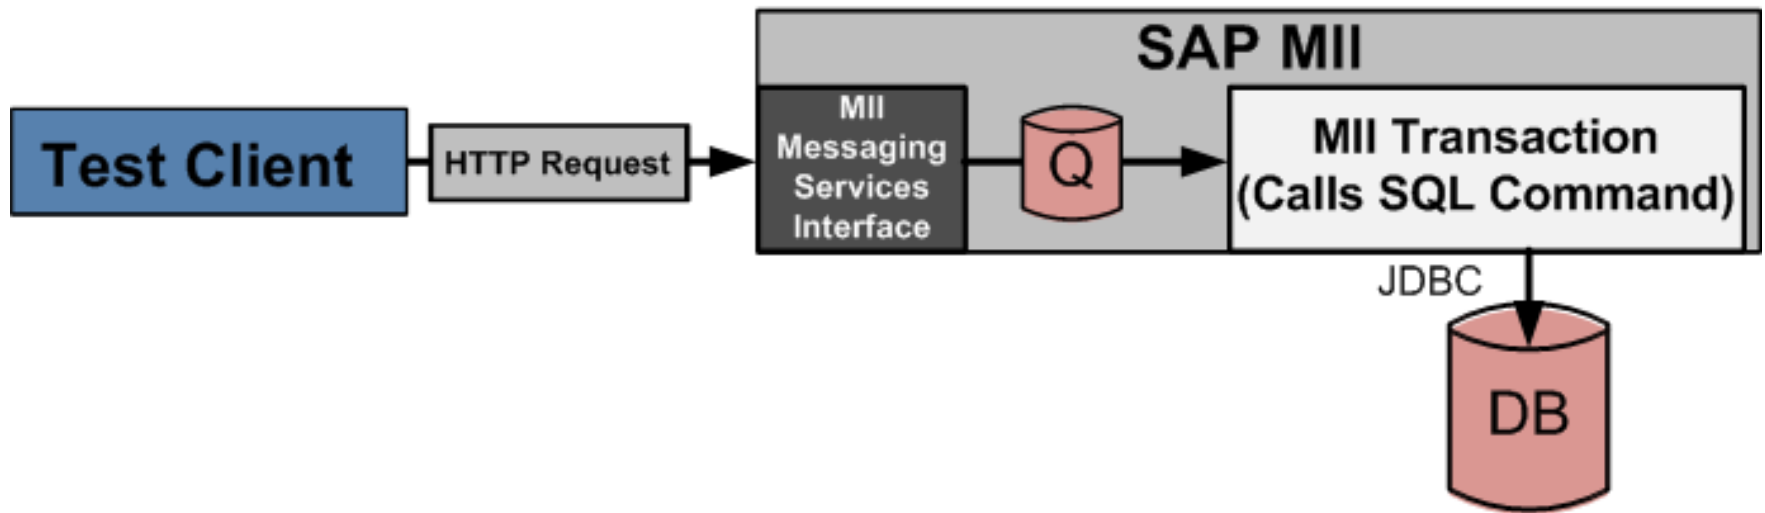 SAP MII
Test Client
HTTP Request
MII
Messaging
Services
Interface
Q
MII Transaction
(Calls SQL Command)
JDBC
DB